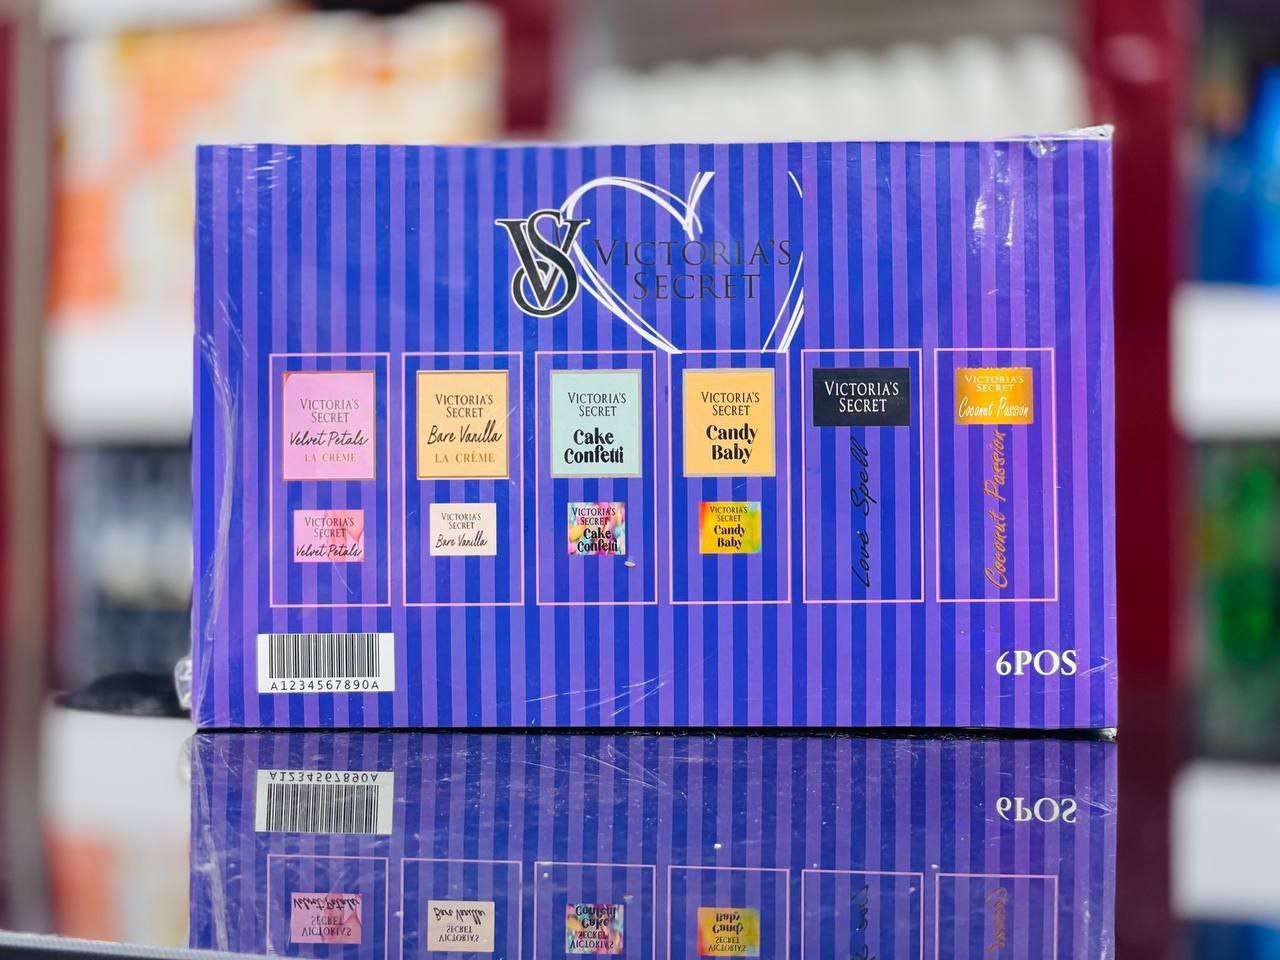 VS VICTORIA'S
SECRET
VICTORIA'S
SECRET
Velvet Petals
LA CRÈME
VICTORIA'S
SECRET
Velvet Petals
VICTORIA'S
SECRET
Bare Vanilla
LA CRÈME
VICTORIA'S
SECRET
Bare Vanilla
VICTORIA'S
SECRET
Cake
Confetti
VICTORIA'S
SECRET
Cake
Confetti
VICTORIA'S
SECRET
Candy
Baby
VICTORIA'S
SECRET
Candy
Baby
VICTORIA'S
SECRET
Love Spell
VICTORIA'S
SECRET
Coconut Passion
Coconut Passion
A1234567890A
6POS